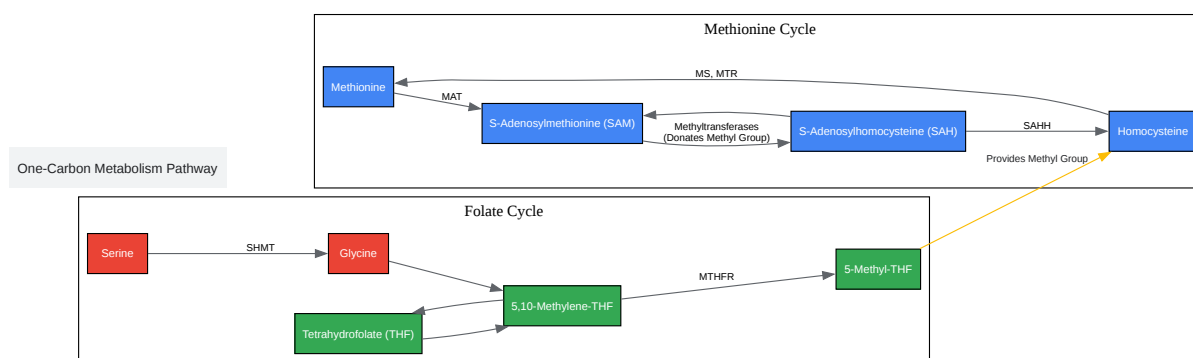 Methionine Cycle
MS, MTR
Methionine
MAT
S-Adenosylmethionine (SAM)
Methyltransferases
(Donates Methyl Group)
S-Adenosylhomocysteine (SAH)
SAHH
Homocysteine
Provides Methyl Group
One-Carbon Metabolism Pathway
Folate Cycle
Serine
SHMT
Glycine
5-Methyl-THF
MTHFR
5,10-Methylene-THF
Tetrahydrofolate (THF)